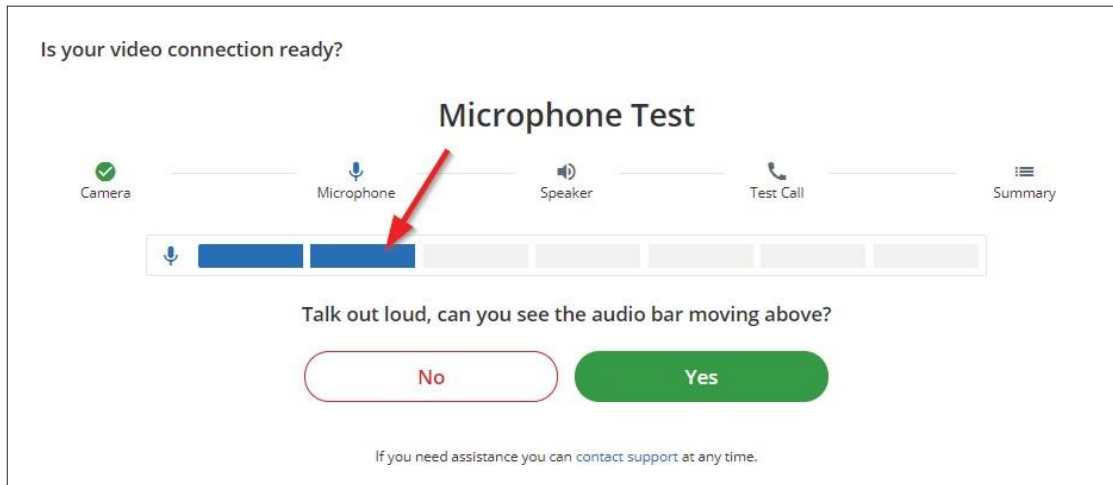 Is your video connection ready?
Microphone Test
Camera
Microphone
Speaker
Test Call
Summary
Talk out loud, can you see the audio bar moving above?
No
Yes
If you need assistance you can contact support at any time.